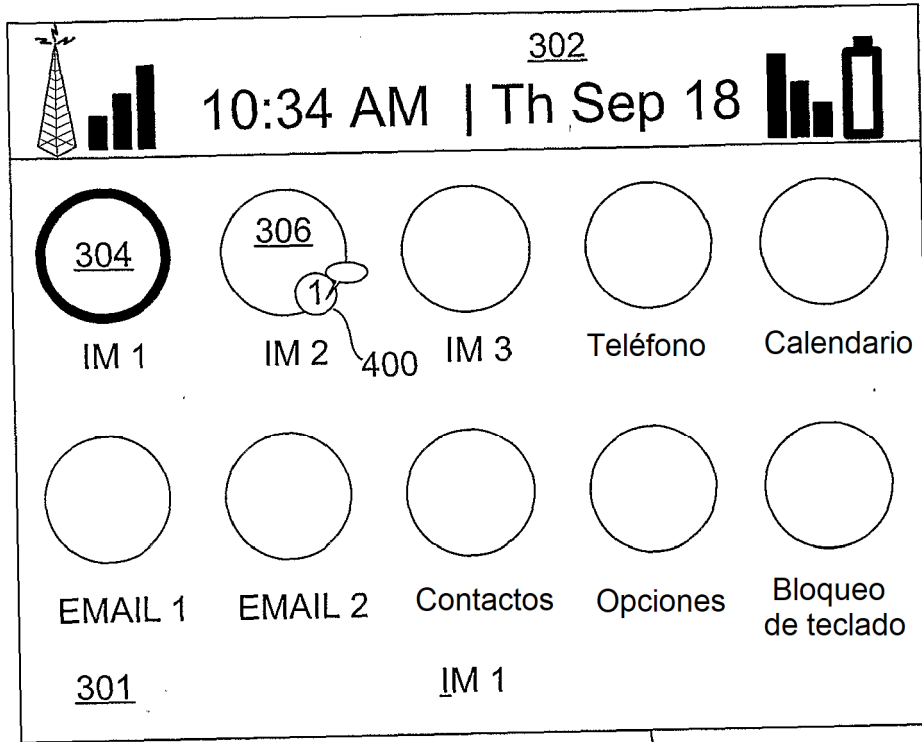 302
10:34 AM | Th Sep 18
304
306
1
IM 1
IM 2
400
IM 3
Teléfono
Calendario
EMAIL 1
EMAIL 2
Contactos
Opciones
Bloqueo
de teclado
301
IM 1